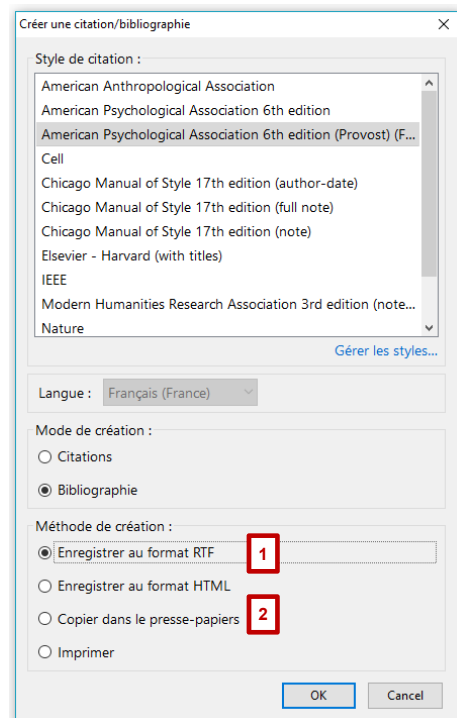 Créer une citation/bibliographie
Style de citation :
American Anthropological Association
American Psychological Association 6th edition
American Psychological Association 6th edition (Provost) (F...
Cell
Chicago Manual of Style 17th edition (author-date)
Chicago Manual of Style 17th edition (full note)
Chicago Manual of Style 17th edition (note)
Elsevier - Harvard (with titles)
IEEE
Modern Humanities Research Association 3rd edition (note...
Nature
Gérer les styles...
Langue : Français (France)
Mode de création :
Citations
Bibliographie
Méthode de création :
Enregistrer au format RTF 1
Enregistrer au format HTML
Copier dans le presse-papiers 2
Imprimer
OK Cancel